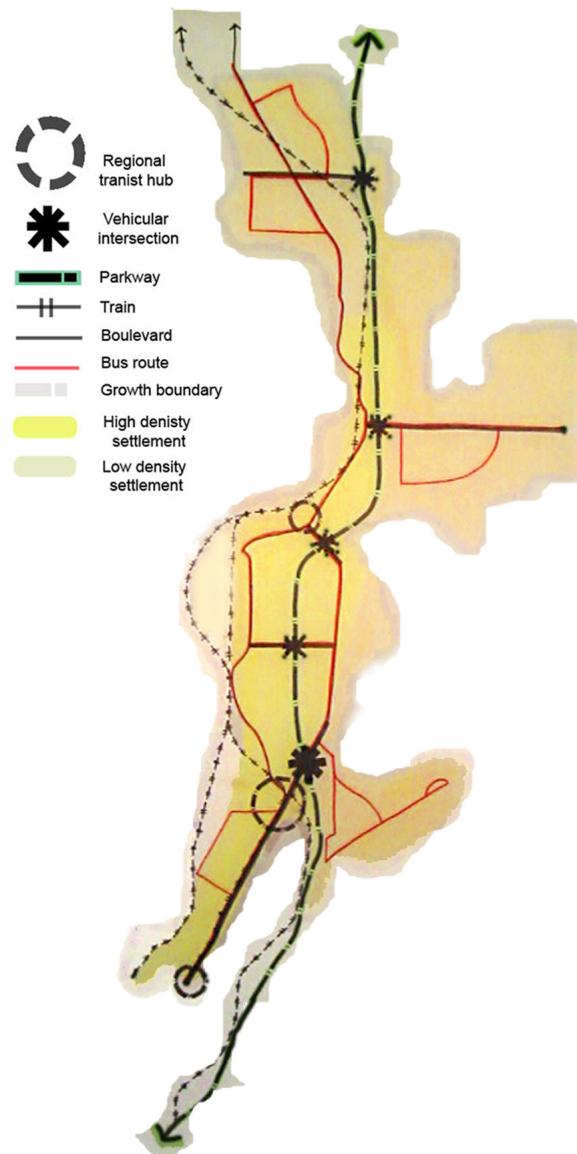 Regional
tranist hub
Vehicular
intersection
Parkway
Train
Boulevard
Bus route
Growth boundary
High denisty
settlement
Low density
settlement